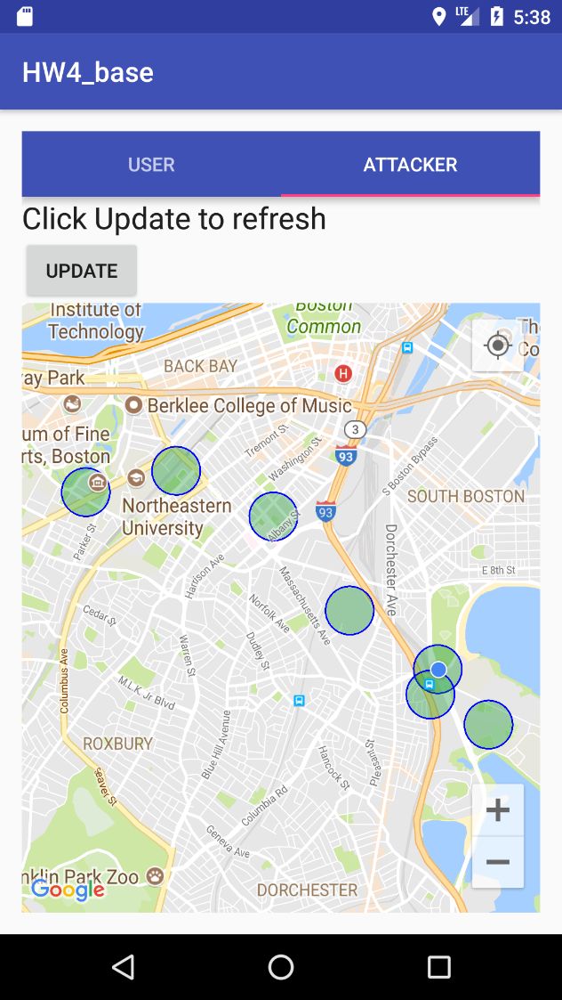 LTE 5:38
HW4_base
USER ATTACKER
Click Update to refresh
UPDATE
Institute of
Technology
Boston
Common
Th
Co
BACK BAY
H
ay Park
Berklee College of Music
3
um of Fine
rts, Boston
Tremont St
Washington St
93
S Boston Bypass
SOUTH BOSTON
Northeastern
University
93
Albany St
Parker St
Dorchester Ave
Harrison Ave
E 8th St
Massachusetts Ave
Norfolk Ave
Cedar St
Dudley St
Warren St
Columbus Ave
M.L.K Jr Blvd
ROXBURY
Blue Hill Avenue
Hancock St
Pleasant St
Seaver St
Columbia Rd
Geneva Ave
nklin Park Zoo
Google
DORCHESTER